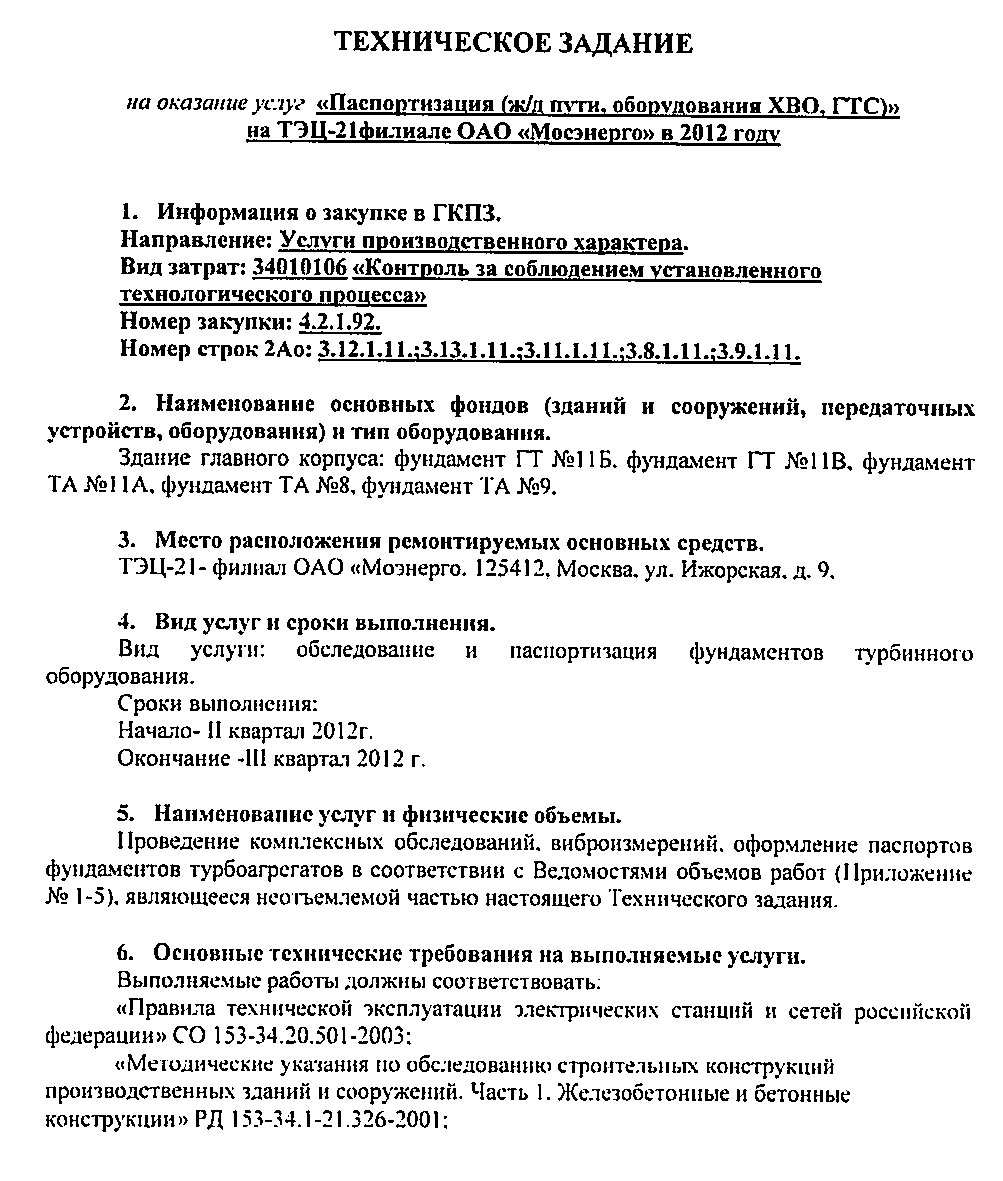 ТЕХНИЧЕСКОЕ ЗАДАНИЕ
на оказание услуг «Паспортизация (ж/д пути, оборудования ХВО, ГТС)»
на ТЭЦ-21филиале ОАО «Мосэнерго» в 2012 году
1. Информация о закупке в ГКПЗ.
Направление: Услуги производственного характера.
Вид затрат: 34010106 «Контроль за соблюдением установленного
технологического процесса»
Номер закупки: 4.2.1.92.
Номер строк 2Ао: 3.12.1.11.;3.13.1.11.;3.11.1.11.;3.8.1.11.;3.9.1.11.
2. Наименование основных фондов (зданий и сооружений, передаточных
устройств, оборудования) и тип оборудования.
Здание главного корпуса: фундамент ГТ №11Б, фундамент ГТ №11В, фундамент
ТА №11А, фундамент ТА №8, фундамент ТА №9.
3. Место расположения ремонтируемых основных средств.
ТЭЦ-21- филиал ОАО «Моэнерго. 125412, Москва, ул. Ижорская, д. 9.
4. Вид услуг и сроки выполнения.
Вид услуги: обследование и паспортизация фундаментов турбинного
оборудования.
Сроки выполнения:
Начало- II квартал 2012г.
Окончание -III квартал 2012 г.
5. Наименование услуг и физические объемы.
Проведение комплексных обследований, виброизмерений, оформление паспортов
фундаментов турбоагрегатов в соответствии с Ведомостями объемов работ (Приложение
№ 1-5), являющееся неотъемлемой частью настоящего Технического задания.
6. Основные технические требования на выполняемые услуги.
Выполняемые работы должны соответствовать:
«Правила технической эксплуатации электрических станций и сетей российской
федерации» СО 153-34.20.501-2003;
«Методические указания по обследованию строительных конструкций
производственных зданий и сооружений. Часть 1. Железобетонные и бетонные
конструкции» РД 153-34.1-21.326-2001;